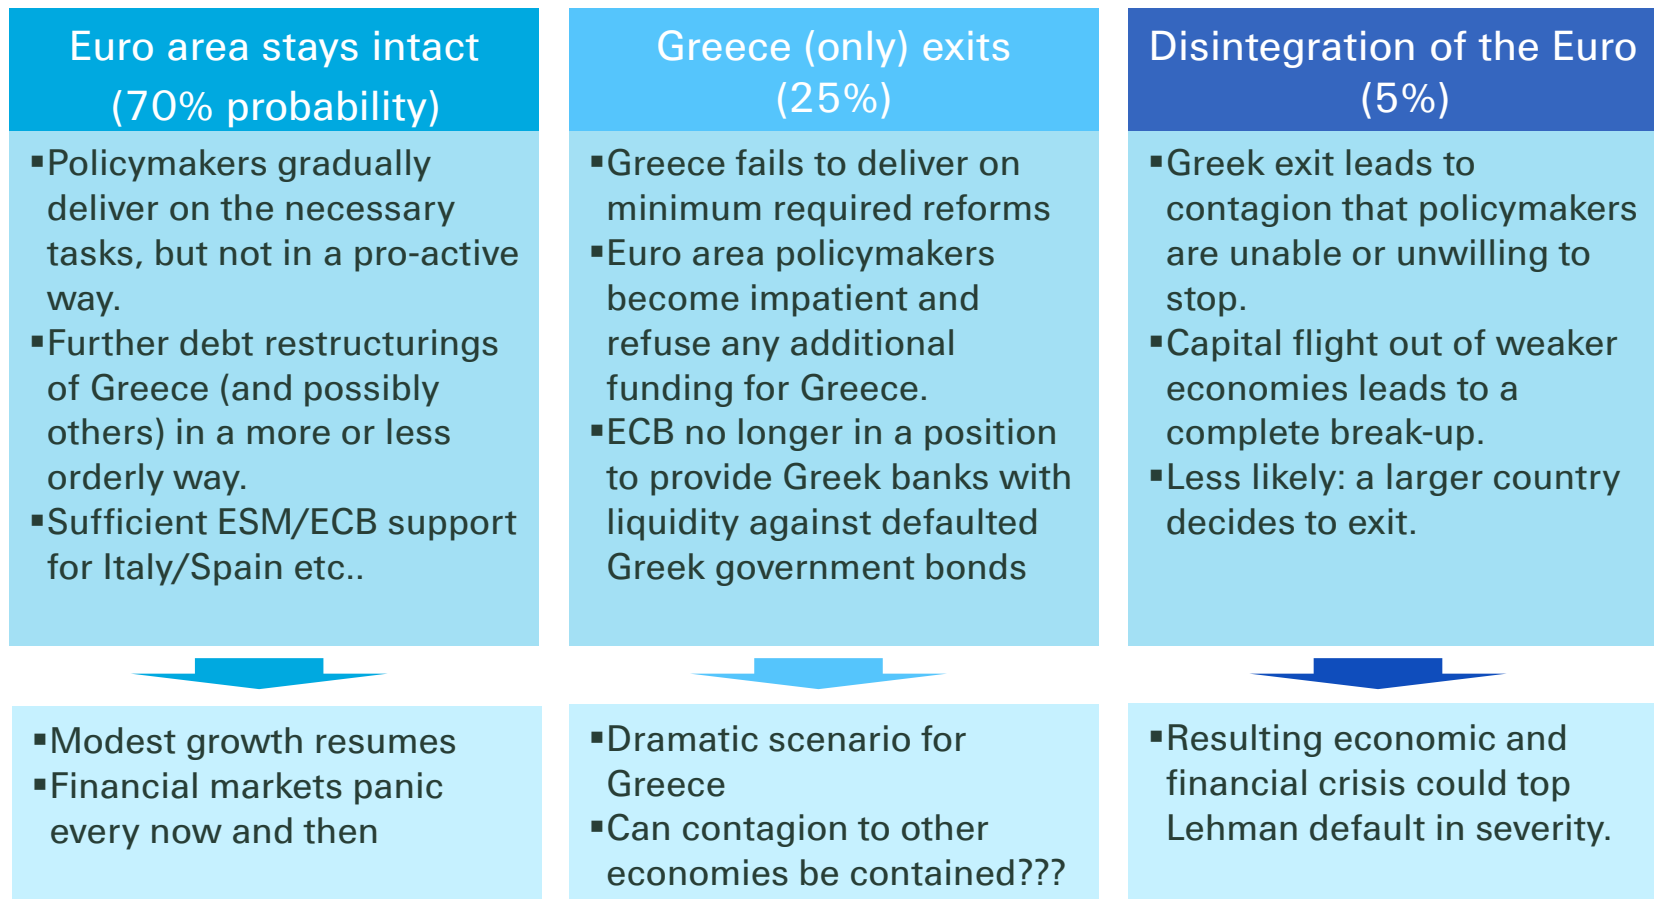 Euro area stays intact
(70% probability)
▪Policymakers gradually
deliver on the necessary
tasks, but not in a pro-active
way.
▪Further debt restructurings
of Greece (and possibly
others) in a more or less
orderly way.
▪Sufficient ESM/ECB support
for Italy/Spain etc..
▪Modest growth resumes
▪Financial markets panic
every now and then
Greece (only) exits
(25%)
▪Greece fails to deliver on
minimum required reforms
▪Euro area policymakers
become impatient and
refuse any additional
funding for Greece.
▪ECB no longer in a position
to provide Greek banks with
liquidity against defaulted
Greek government bonds
▪Dramatic scenario for
Greece
▪Can contagion to other
economies be contained???
Disintegration of the Euro
(5%)
▪Greek exit leads to
contagion that policymakers
are unable or unwilling to
stop.
▪Capital flight out of weaker
economies leads to a
complete break-up.
▪Less likely: a larger country
decides to exit.
▪Resulting economic and
financial crisis could top
Lehman default in severity.